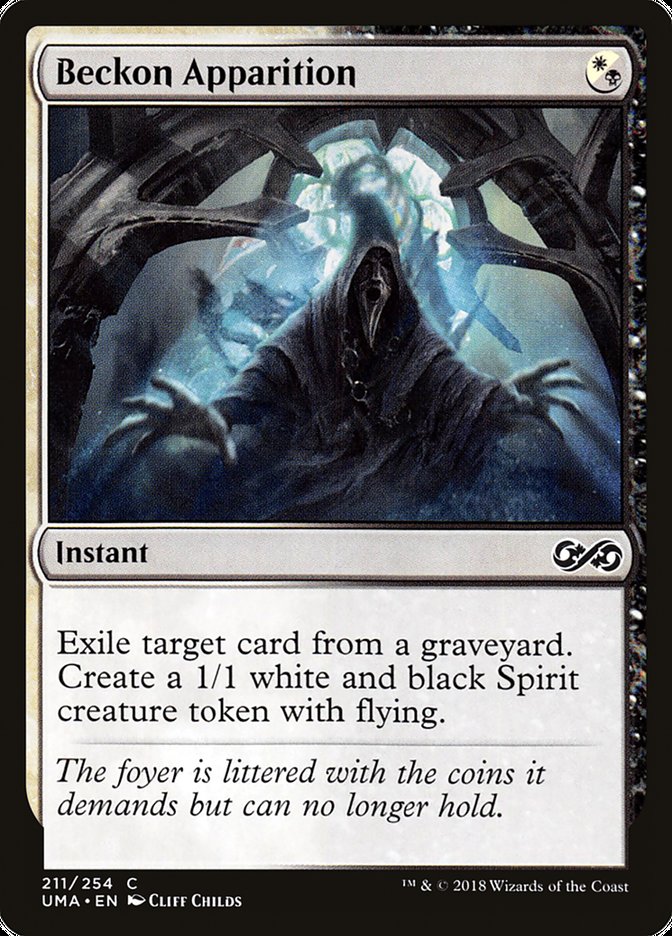 Beckon Apparition
Instant
Exile target card from a graveyard.
Create a 1/1 white and black Spirit
creature token with flying.
The foyer is littered with the coins it
demands but can no longer hold.
211/254 C
UMA • EN Cliff Childs
™ & © 2018 Wizards of the Coast